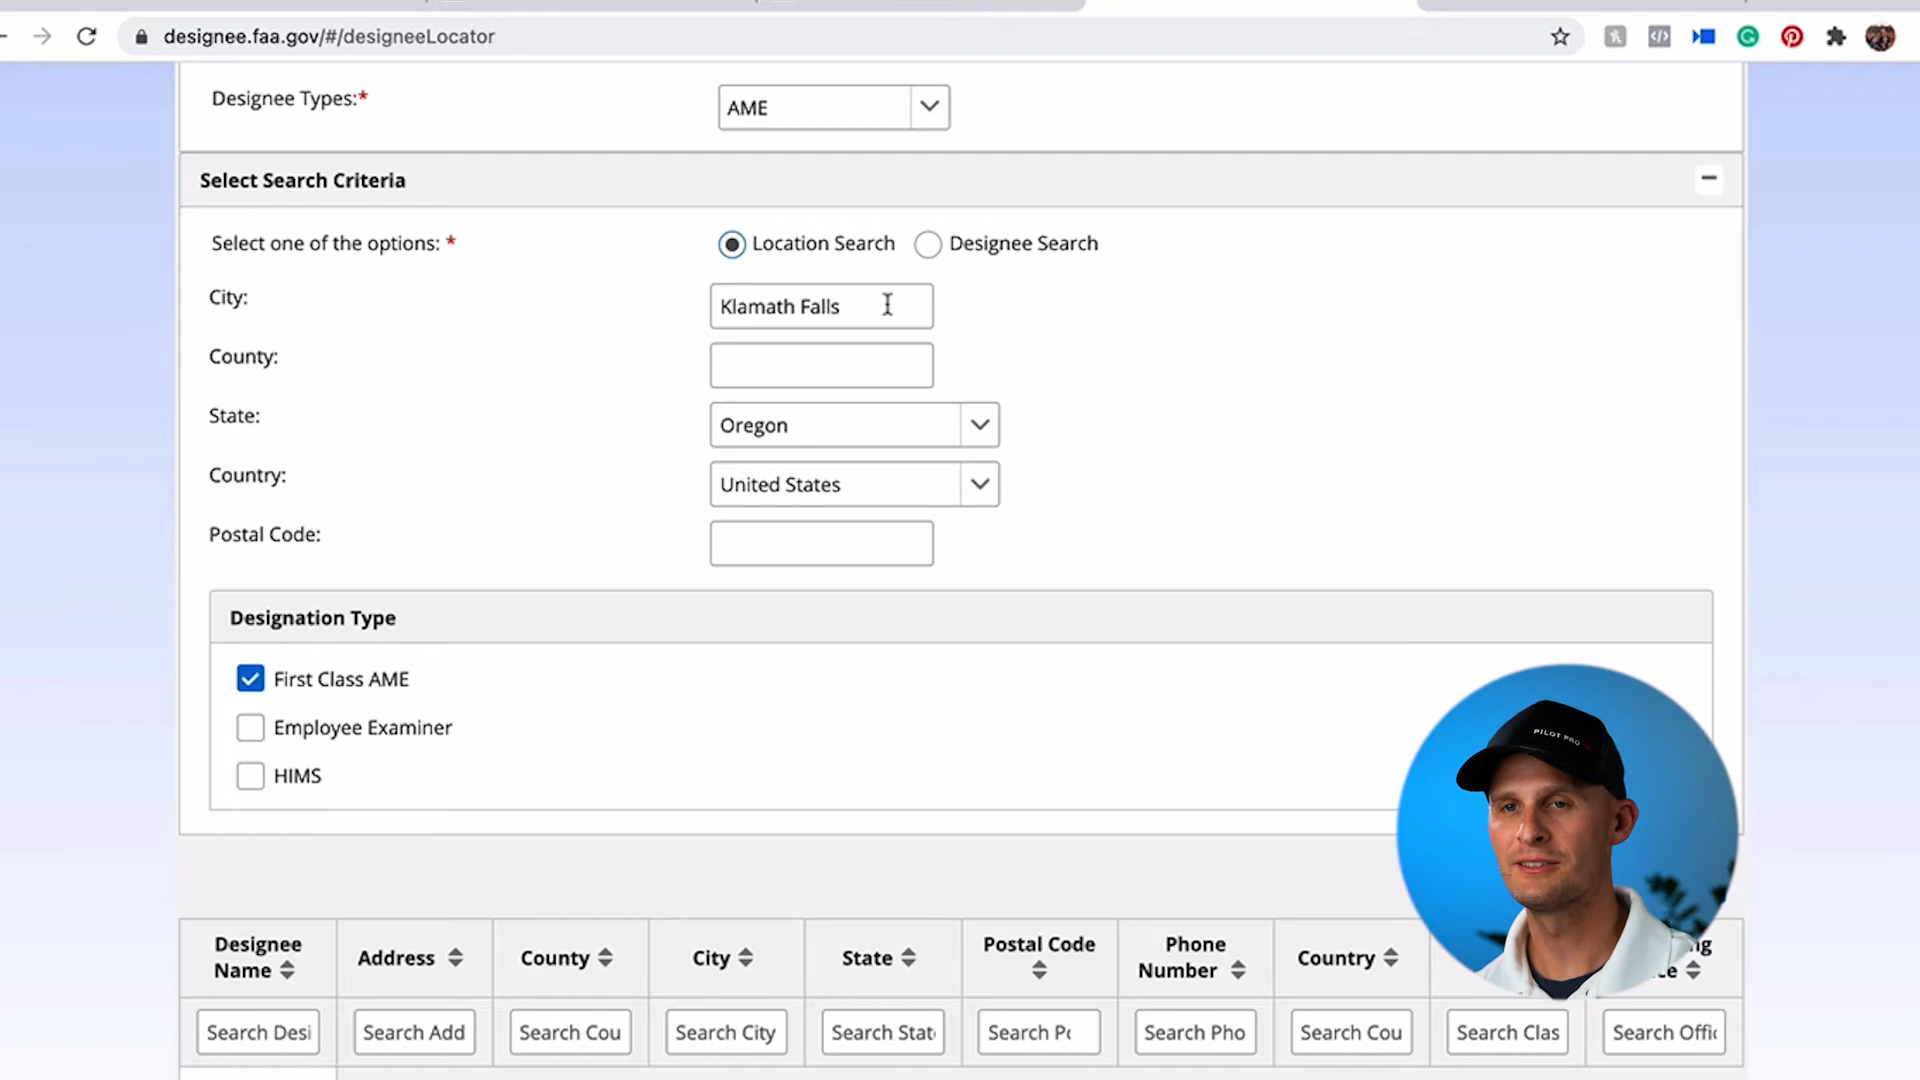 designee.faa.gov/#/designeeLocator
Designee Types:*
AME
Select Search Criteria
Select one of the options: *
Location Search
Designee Search
City:
Klamath Falls
County:
State:
Oregon
Country:
United States
Postal Code:
Designation Type
First Class AME
Employee Examiner
HIMS
PILOT PRO
Designee Name
Address
County
City
State
Postal Code
Phone Number
Country
Search Desi
Search Add
Search Cou
Search City
Search State
Search Po
Search Pho
Search Cou
Search Clas
Search Offic